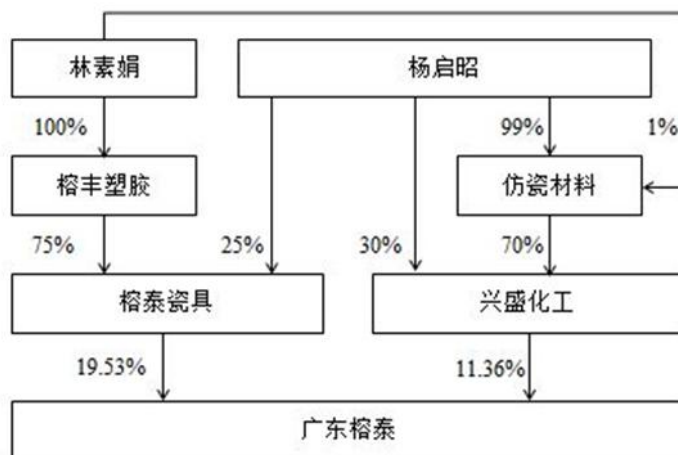 林素娟
杨启昭
100%
99%
1%
榕丰塑胶
仿瓷材料
75%
25%
30%
70%
榕泰瓷具
兴盛化工
19.53%
11.36%
广东榕泰